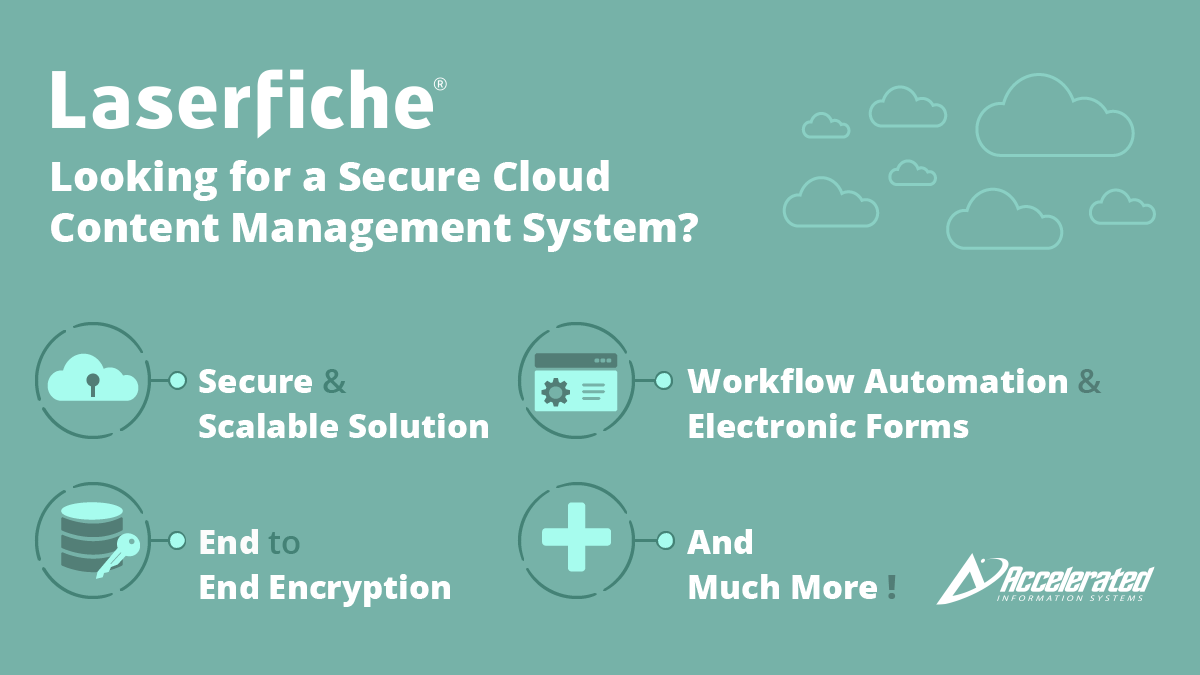 Laserfiche®
Looking for a Secure Cloud
Content Management System?
Secure &
Scalable Solution
Workflow Automation &
Electronic Forms
End to
End Encryption
And
Much More !
Accelerated
INFORMATION SYSTEMS